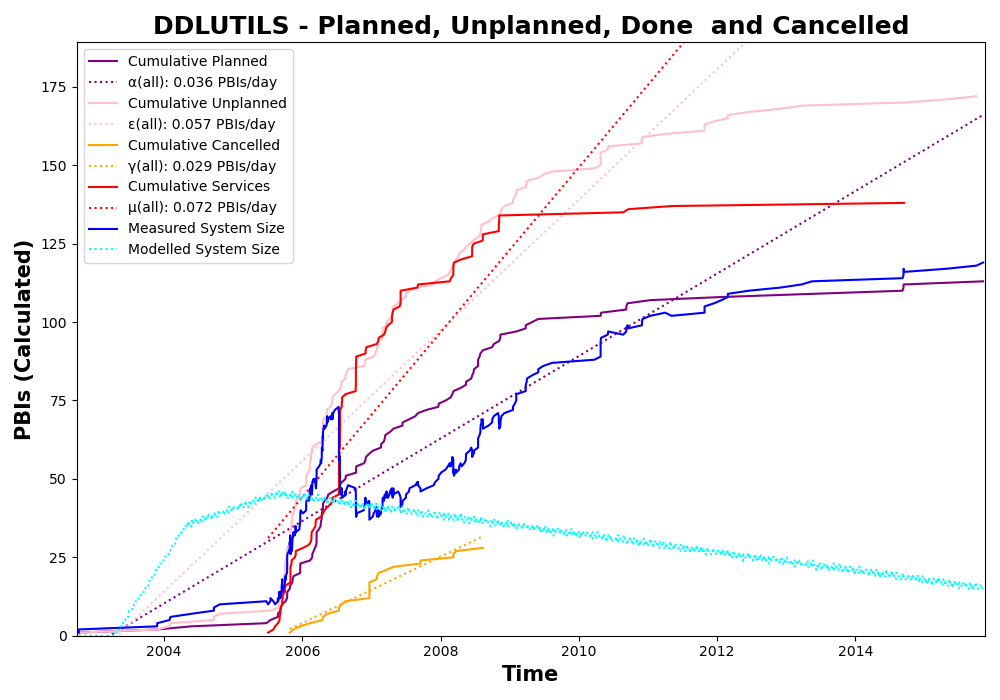 DDLUTILS - Planned, Unplanned, Done  and Cancelled
Cumulative Planned
α(all): 0.036 PBIs/day
Cumulative Unplanned
ε(all): 0.057 PBIs/day
Cumulative Cancelled
γ(all): 0.029 PBIs/day
Cumulative Services
μ(all): 0.072 PBIs/day
Measured System Size
Modelled System Size
PBIs (Calculated)
175
150
125
100
75
50
25
0
2004
2006
2008
2010
2012
2014
Time